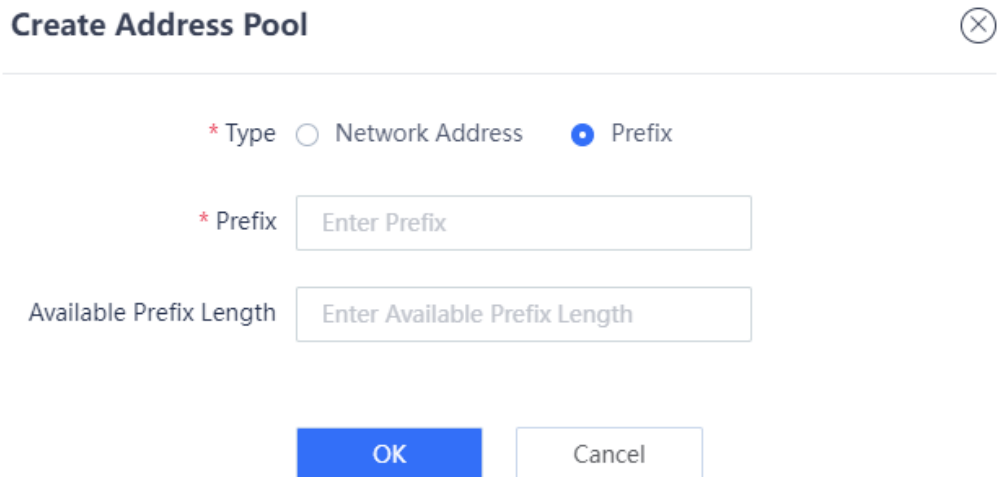 Create Address Pool
* Type Network Address Prefix
* Prefix Enter Prefix
Available Prefix Length Enter Available Prefix Length
OK Cancel